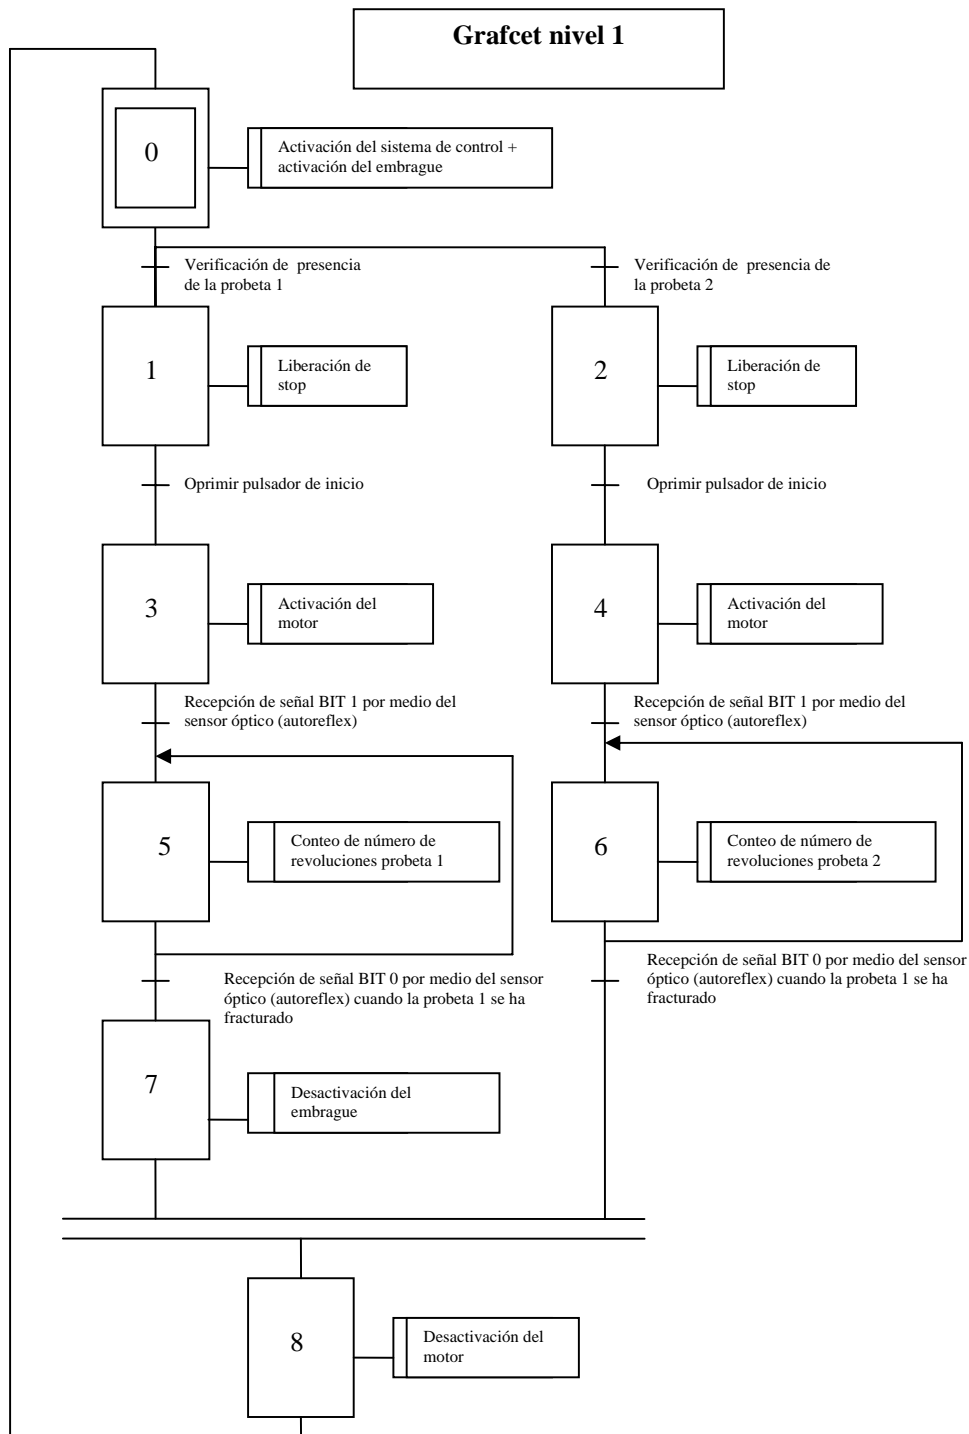 Grafcet nivel 1
0
Activación del sistema de control +
activación del embrague
Verificación de presencia
de la probeta 1
Verificación de presencia de
la probeta 2
1
Liberación de
stop
2
Liberación de
stop
Oprimir pulsador de inicio
Oprimir pulsador de inicio
3
Activación del
motor
4
Activación del
motor
Recepción de señal BIT 1 por medio del
sensor óptico (autoreflex)
Recepción de señal BIT 1 por medio del
sensor óptico (autoreflex)
5
Conteo de número de
revoluciones probeta 1
6
Conteo de número de
revoluciones probeta 2
Recepción de señal BIT 0 por medio del sensor
óptico (autoreflex) cuando la probeta 1 se ha
fracturado
Recepción de señal BIT 0 por medio del sensor
óptico (autoreflex) cuando la probeta 1 se ha
fracturado
7
Desactivación del
embrague
8
Desactivación del
motor